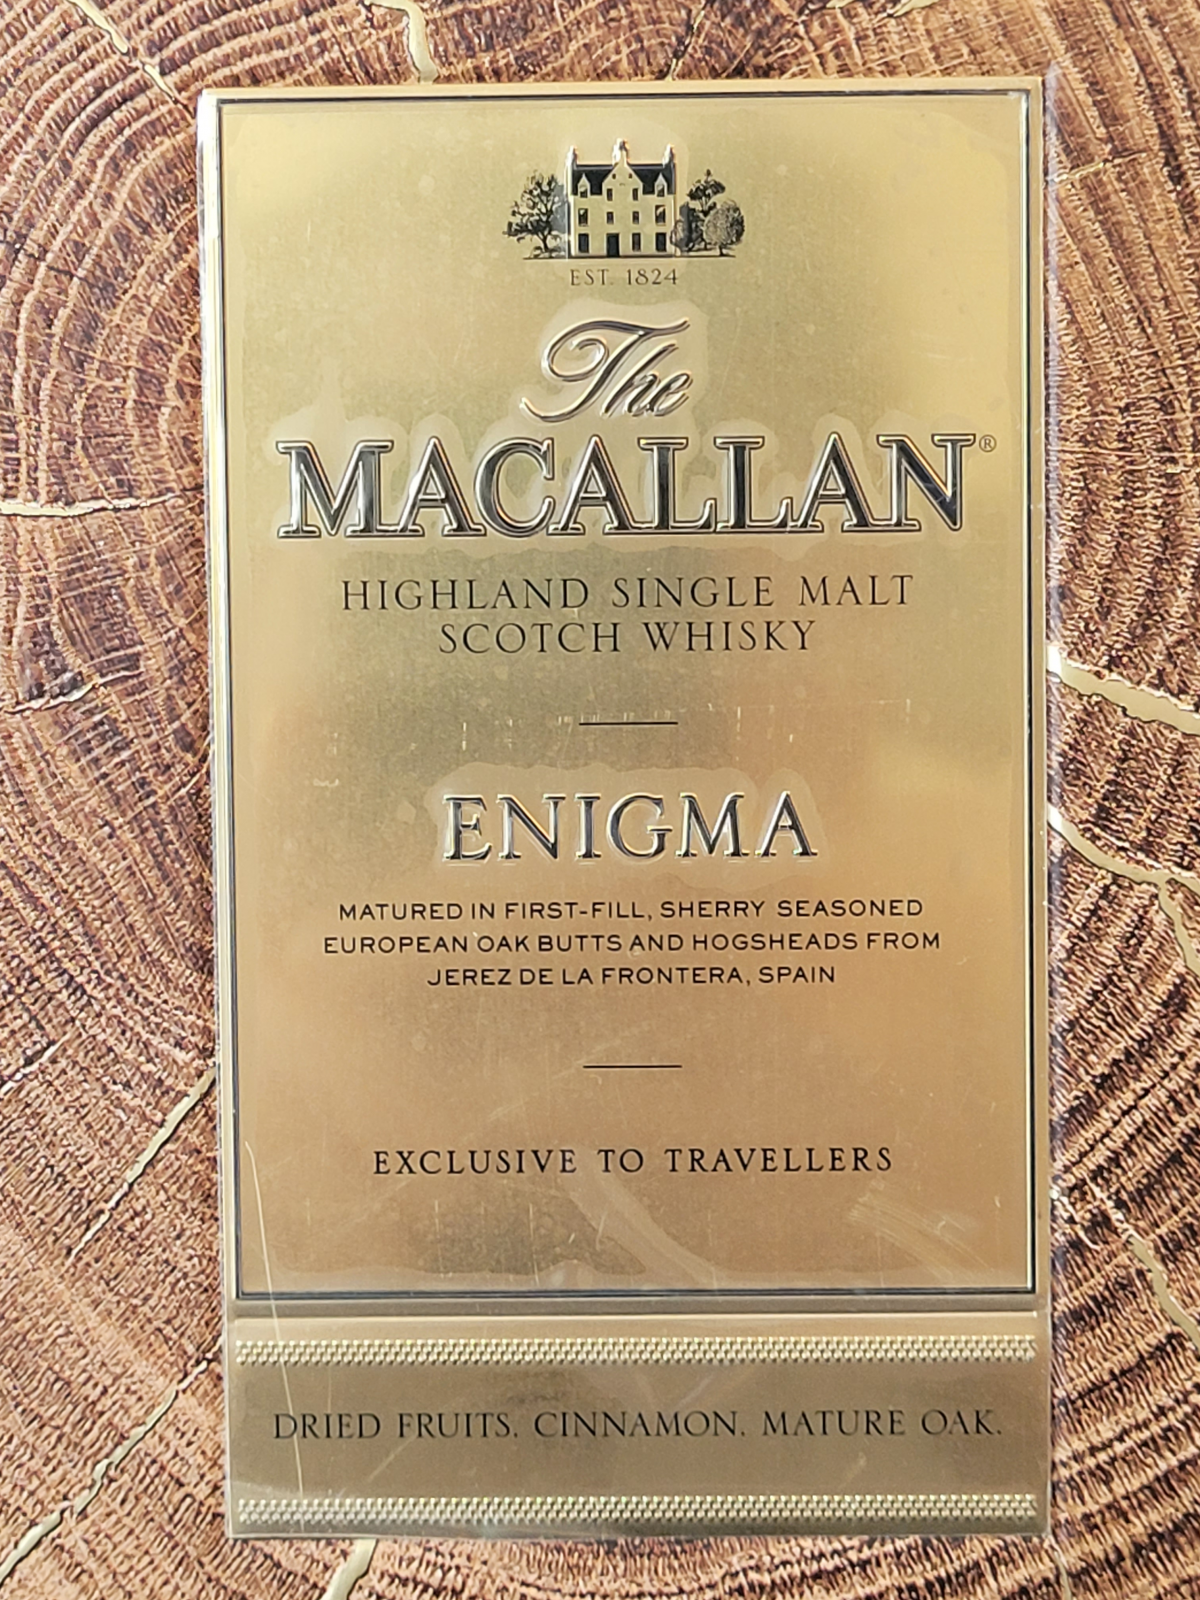 EST. 1824
The
MACALLAN®
HIGHLAND SINGLE MALT
SCOTCH WHISKY
ENIGMA
MATURED IN FIRST-FILL, SHERRY SEASONED
EUROPEAN OAK BUTTS AND HOGSHEADS FROM
JEREZ DE LA FRONTERA, SPAIN
EXCLUSIVE TO TRAVELLERS
DRIED FRUITS. CINNAMON. MATURE OAK.